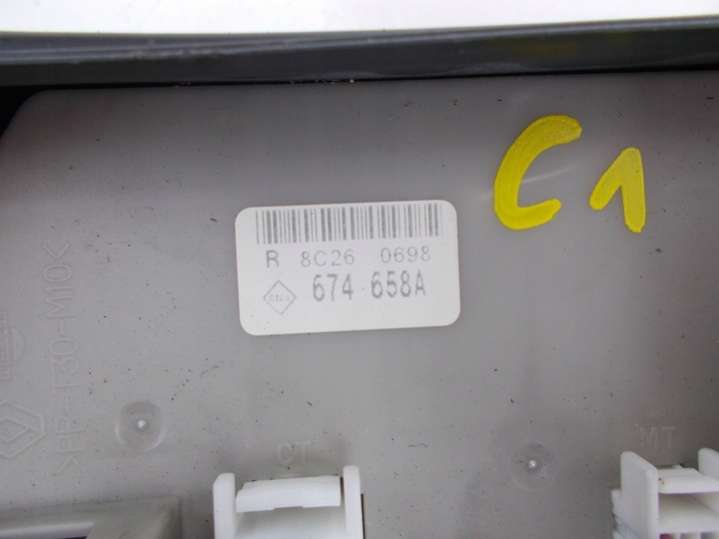 C1
R 8C26 0698
674 658A
>PP-T30-M10<
CT
MT